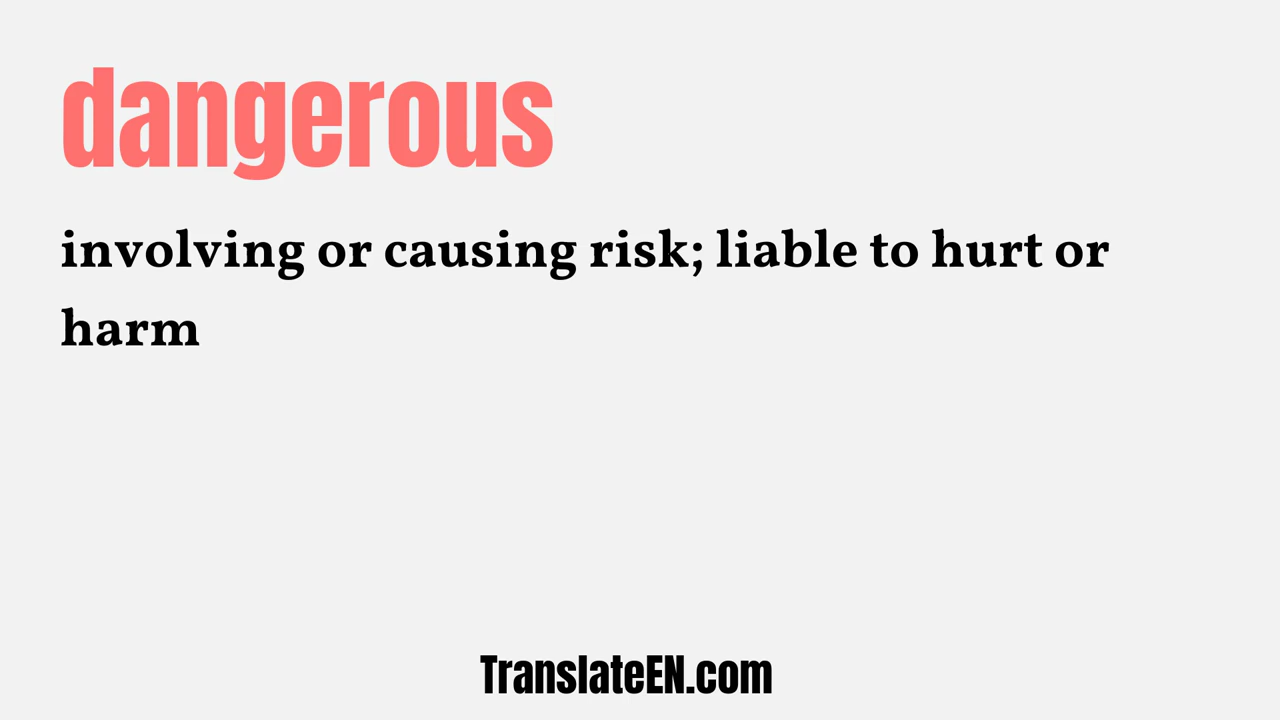 dangerous
involving or causing risk; liable to hurt or
harm
TranslateEN.com